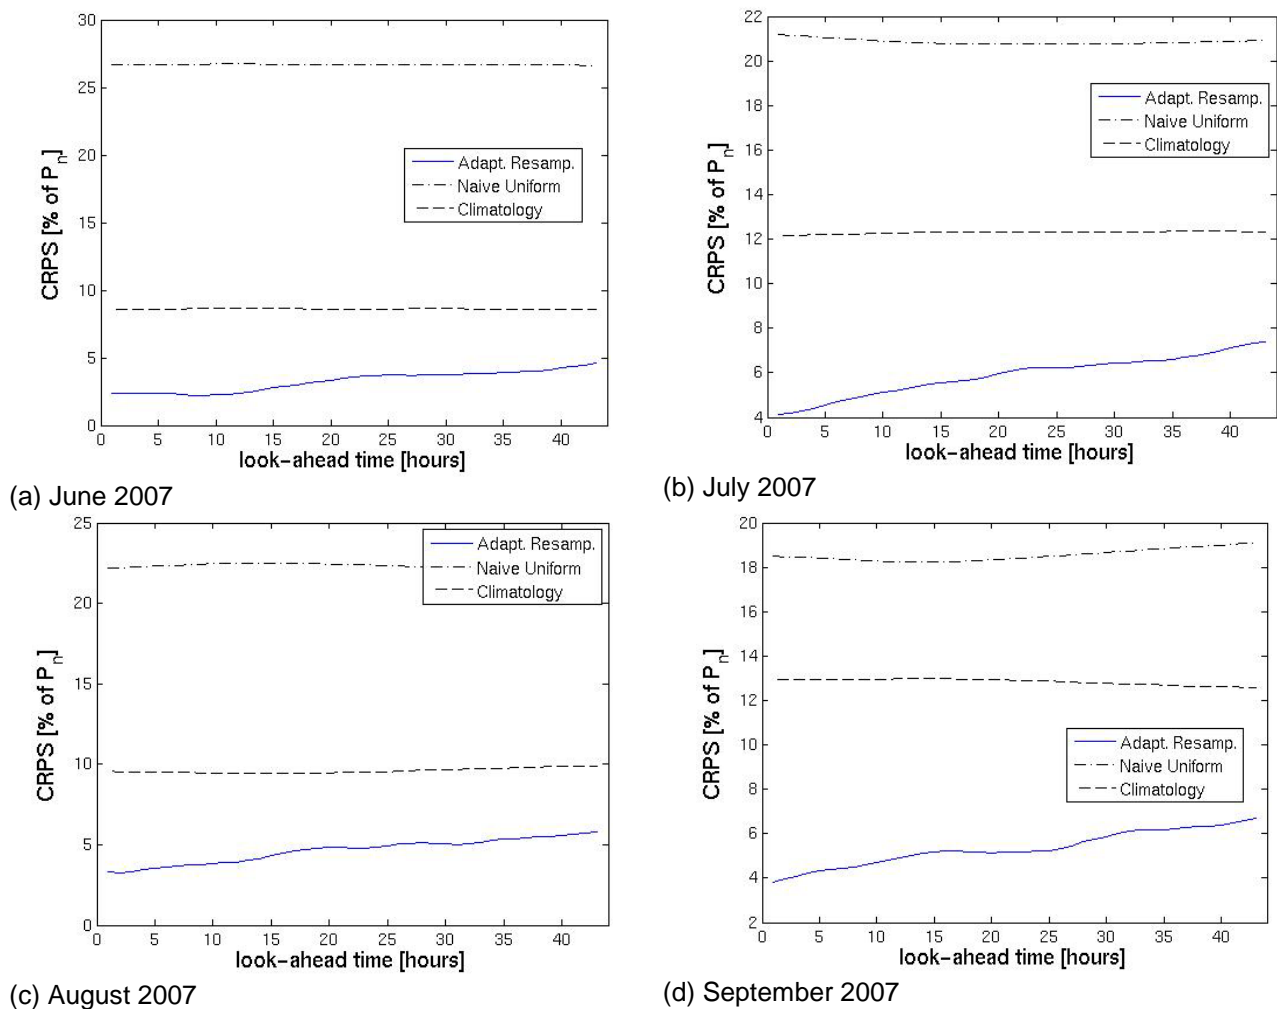 30
25
20
15
10
5
0
CRPS [% of Pn]
Adapt. Resamp.
Naive Uniform
Climatology
0 5 10 15 20 25 30 35 40
look-ahead time [hours]
(a) June 2007
22
20
18
16
14
12
10
8
6
4
CRPS [% of Pn]
Adapt. Resamp.
Naive Uniform
Climatology
0 5 10 15 20 25 30 35 40
look-ahead time [hours]
(b) July 2007
25
20
15
10
5
0
CRPS [% of Pn]
Adapt. Resamp.
Naive Uniform
Climatology
0 5 10 15 20 25 30 35 40
look-ahead time [hours]
(c) August 2007
20
18
16
14
12
10
8
6
4
2
CRPS [% of Pn]
Adapt. Resamp.
Naive Uniform
Climatology
0 5 10 15 20 25 30 35 40
look-ahead time [hours]
(d) September 2007